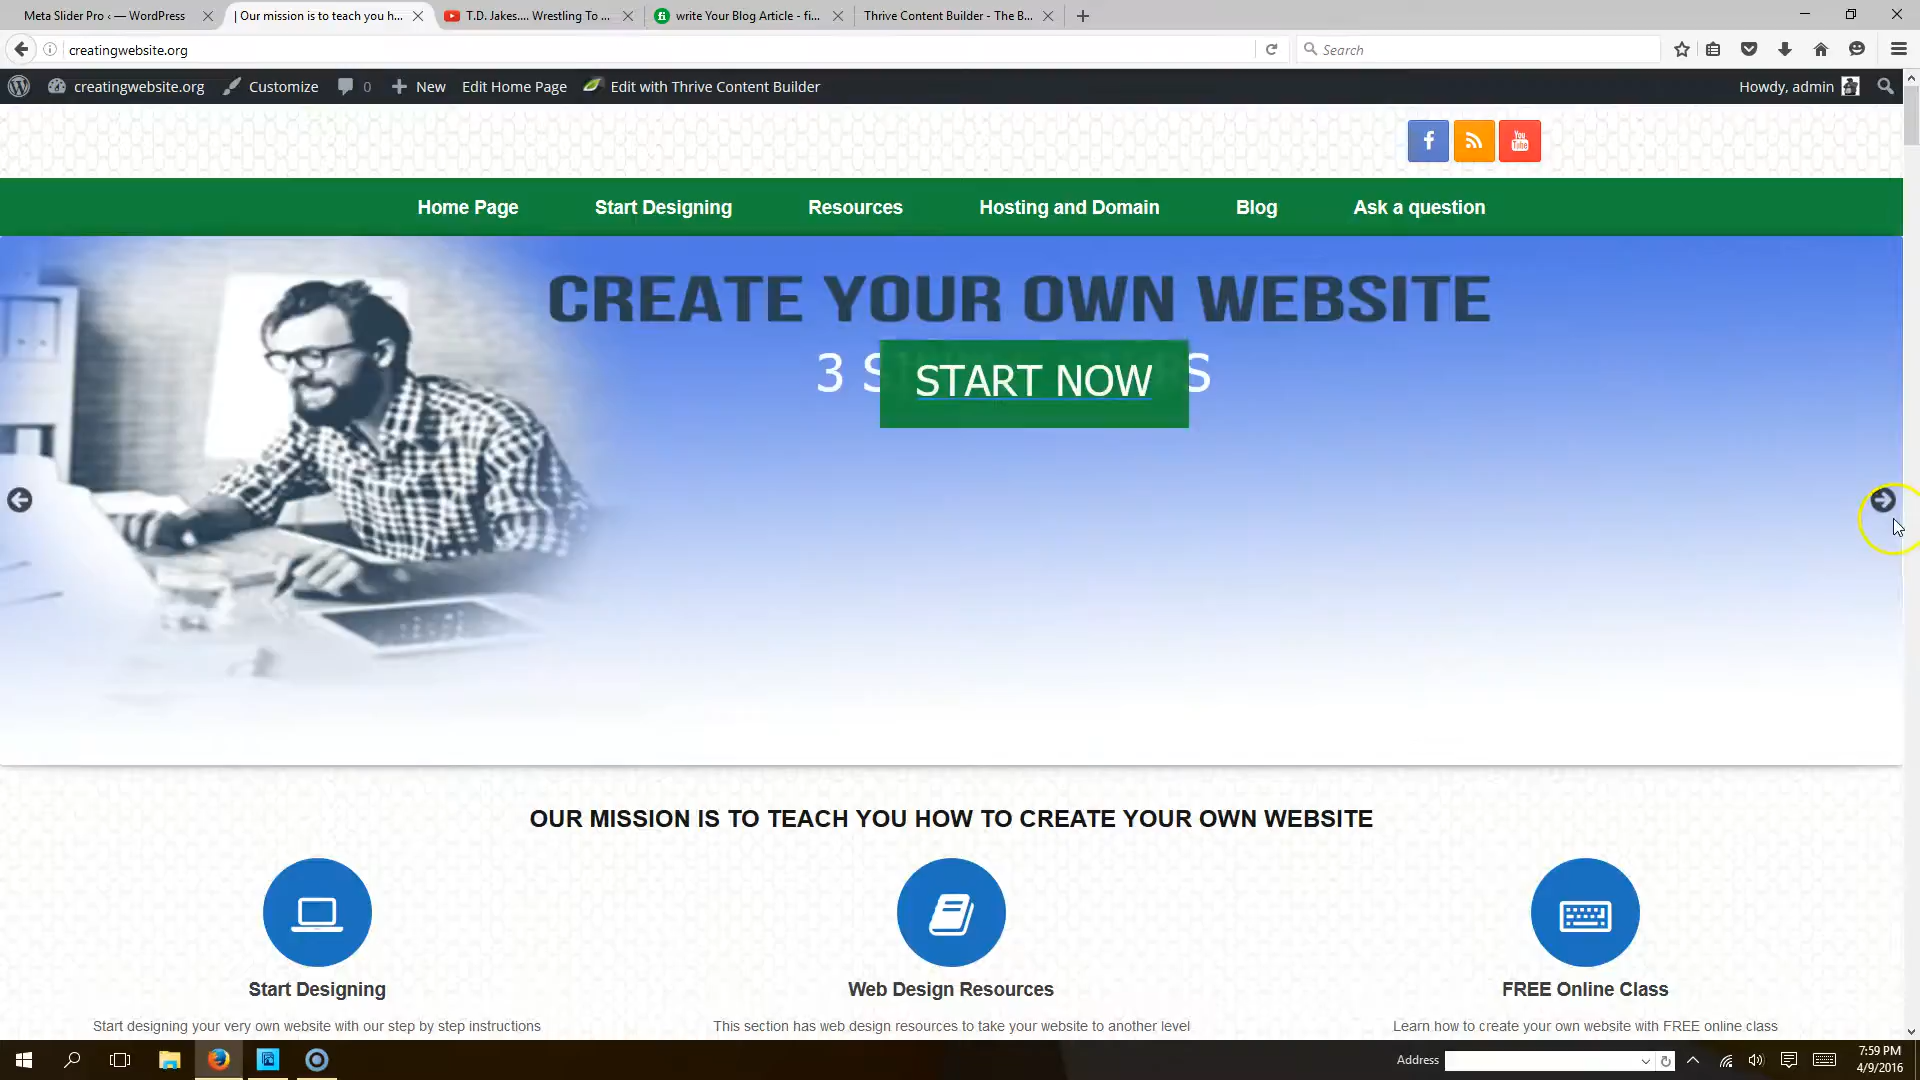 Meta Slider Pro ‹ — WordPress
| Our mission is to teach you h...
T.D. Jakes.... Wrestling To ...
write Your Blog Article - fi...
Thrive Content Builder - The B...
creatingwebsite.org
Search
creatingwebsite.org
Customize
0
New
Edit Home Page
Edit with Thrive Content Builder
Howdy, admin
You Tube
Home Page
Start Designing
Resources
Hosting and Domain
Blog
Ask a question
CREATE YOUR OWN WEBSITE
3 S
S
START NOW
OUR MISSION IS TO TEACH YOU HOW TO CREATE YOUR OWN WEBSITE
Start Designing
Web Design Resources
FREE Online Class
Start designing your very own website with our step by step instructions
This section has web design resources to take your website to another level
Learn how to create your own website with FREE online class
Address
7:59 PM
4/9/2016